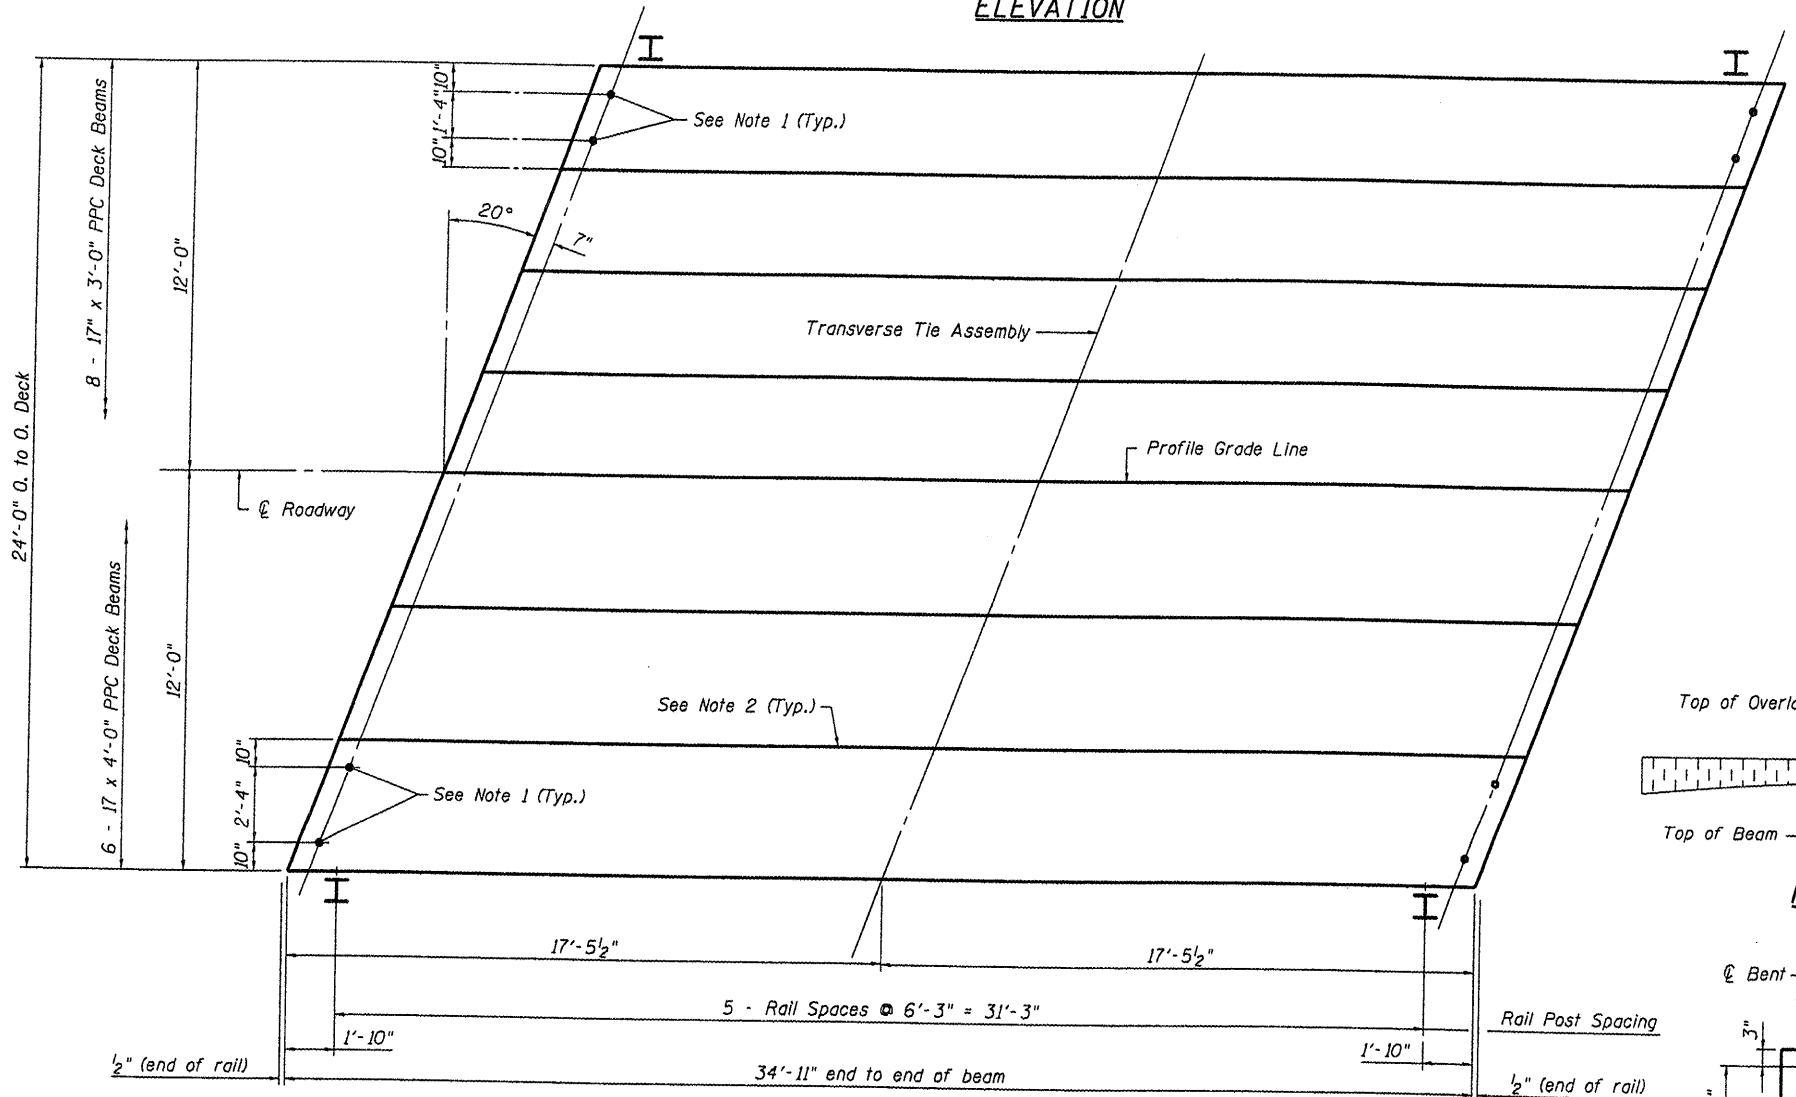 ELEVATION
24'-0" O. to O. Deck
8 - 17" x 3'-0" PPC Deck Beams
12'-0"
10"
1'-4"
10"
See Note 1 (Typ.)
20°
7"
Transverse Tie Assembly
Profile Grade Line
℄ Roadway
6 - 17 x 4'-0" PPC Deck Beams
12'-0"
See Note 2 (Typ.)
10"
2'-4"
10"
See Note 1 (Typ.)
Top of Beam
℄ Bent
3"
17'-5½"
17'-5½"
5 - Rail Spaces @ 6'-3" = 31'-3"
Rail Post Spacing
1'-10"
1'-10"
½" (end of rail)
34'-11" end to end of beam
½" (end of rail)
Top of